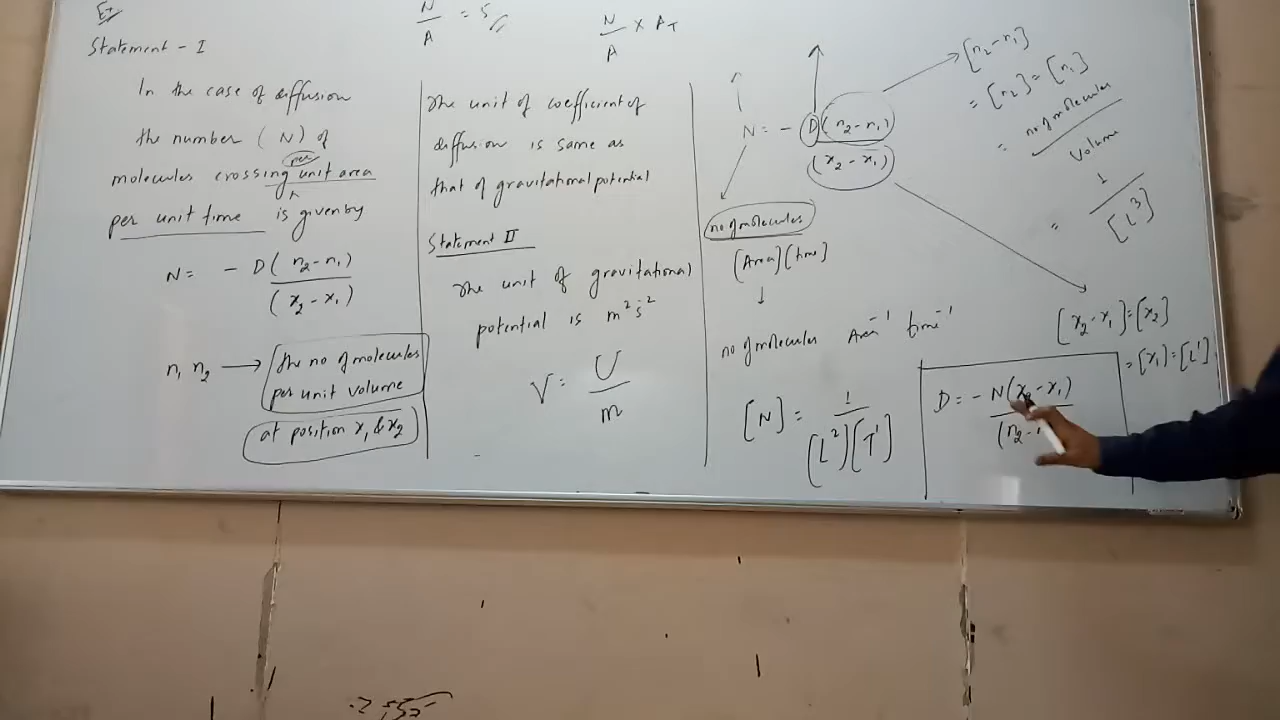 Ex
Statement - I
In the case of diffusion
the number (N) of
molecules crossing per unit area
per unit time is given by
N = - D(n₂-n₁)
(x₂-x₁)
n₁ n₂ → the no of molecules
per unit volume
at position x₁ & x₂
N/A = 5
N/A × A_T
The unit of coefficient of
diffusion is same as
that of gravitational potential
Statement II
The unit of gravitational
potential is m²s⁻²
V = U/m
N = - D(n₂-n₁)
(x₂-x₁)
no of molecules
[Area][time]
↓
no of molecules Area⁻¹ time⁻¹
[N] = 1
[L²][T¹]
[n₂-n₁]
= [n₂] = [n₁]
= no of molecules
Volume
= 1
[L³]
[x₂-x₁] = [x₂]
= [x₁] = [L¹]
D = - N(x₂-x₁)
(n₂-